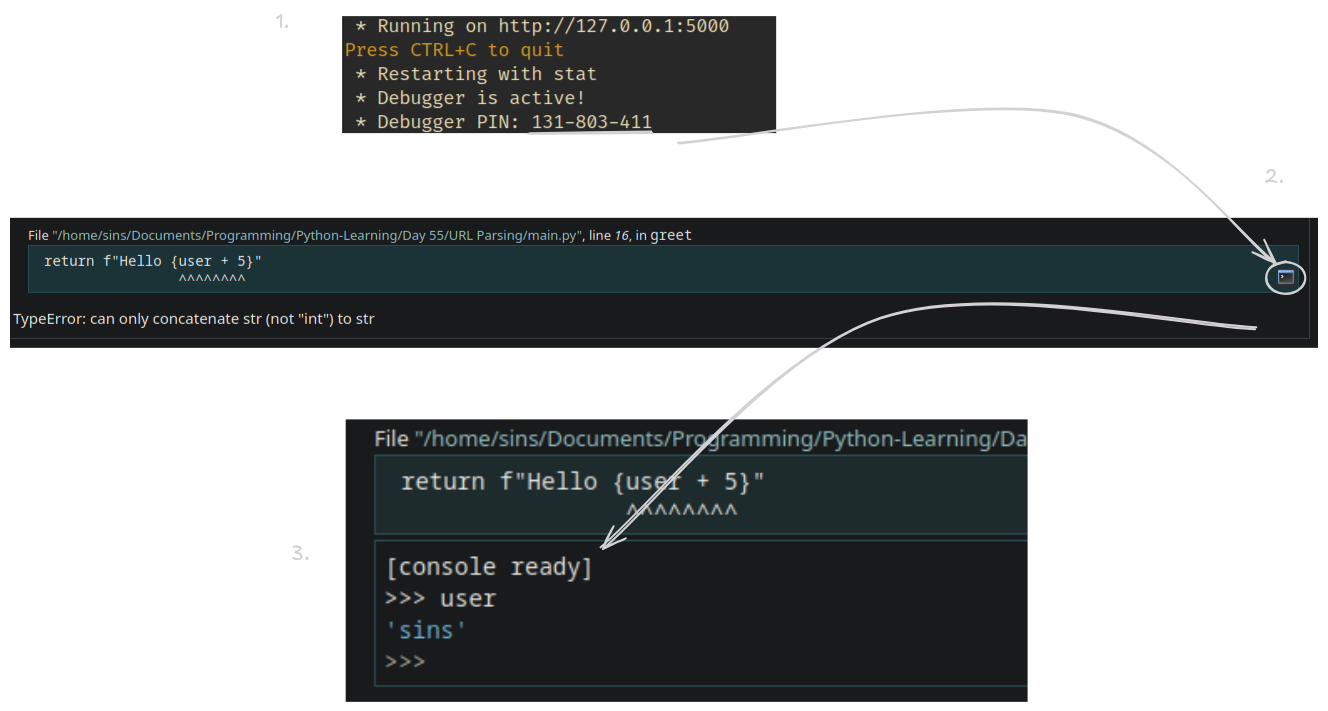 1.
* Running on http://127.0.0.1:5000
Press CTRL+C to quit
* Restarting with stat
* Debugger is active!
* Debugger PIN: 131-803-411
2.
File "/home/sins/Documents/Programming/Python-Learning/Day 55/URL Parsing/main.py", line 16, in greet
return f"Hello {user + 5}"
^^^^^^^^
TypeError: can only concatenate str (not "int") to str
3.
File "/home/sins/Documents/Programming/Python-Learning/Da
return f"Hello {user + 5}"
^^^^^^^^
[console ready]
>>> user
'sins'
>>>